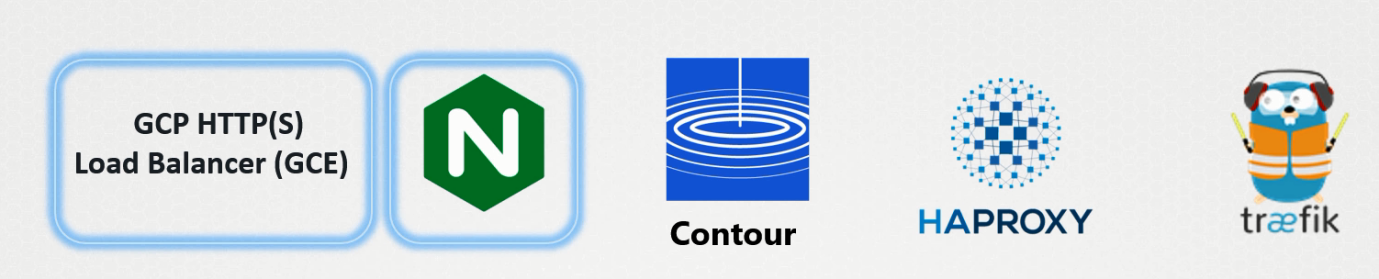 GCP HTTP(S)
Load Balancer (GCE)
N
Contour
HAPROXY
træfik